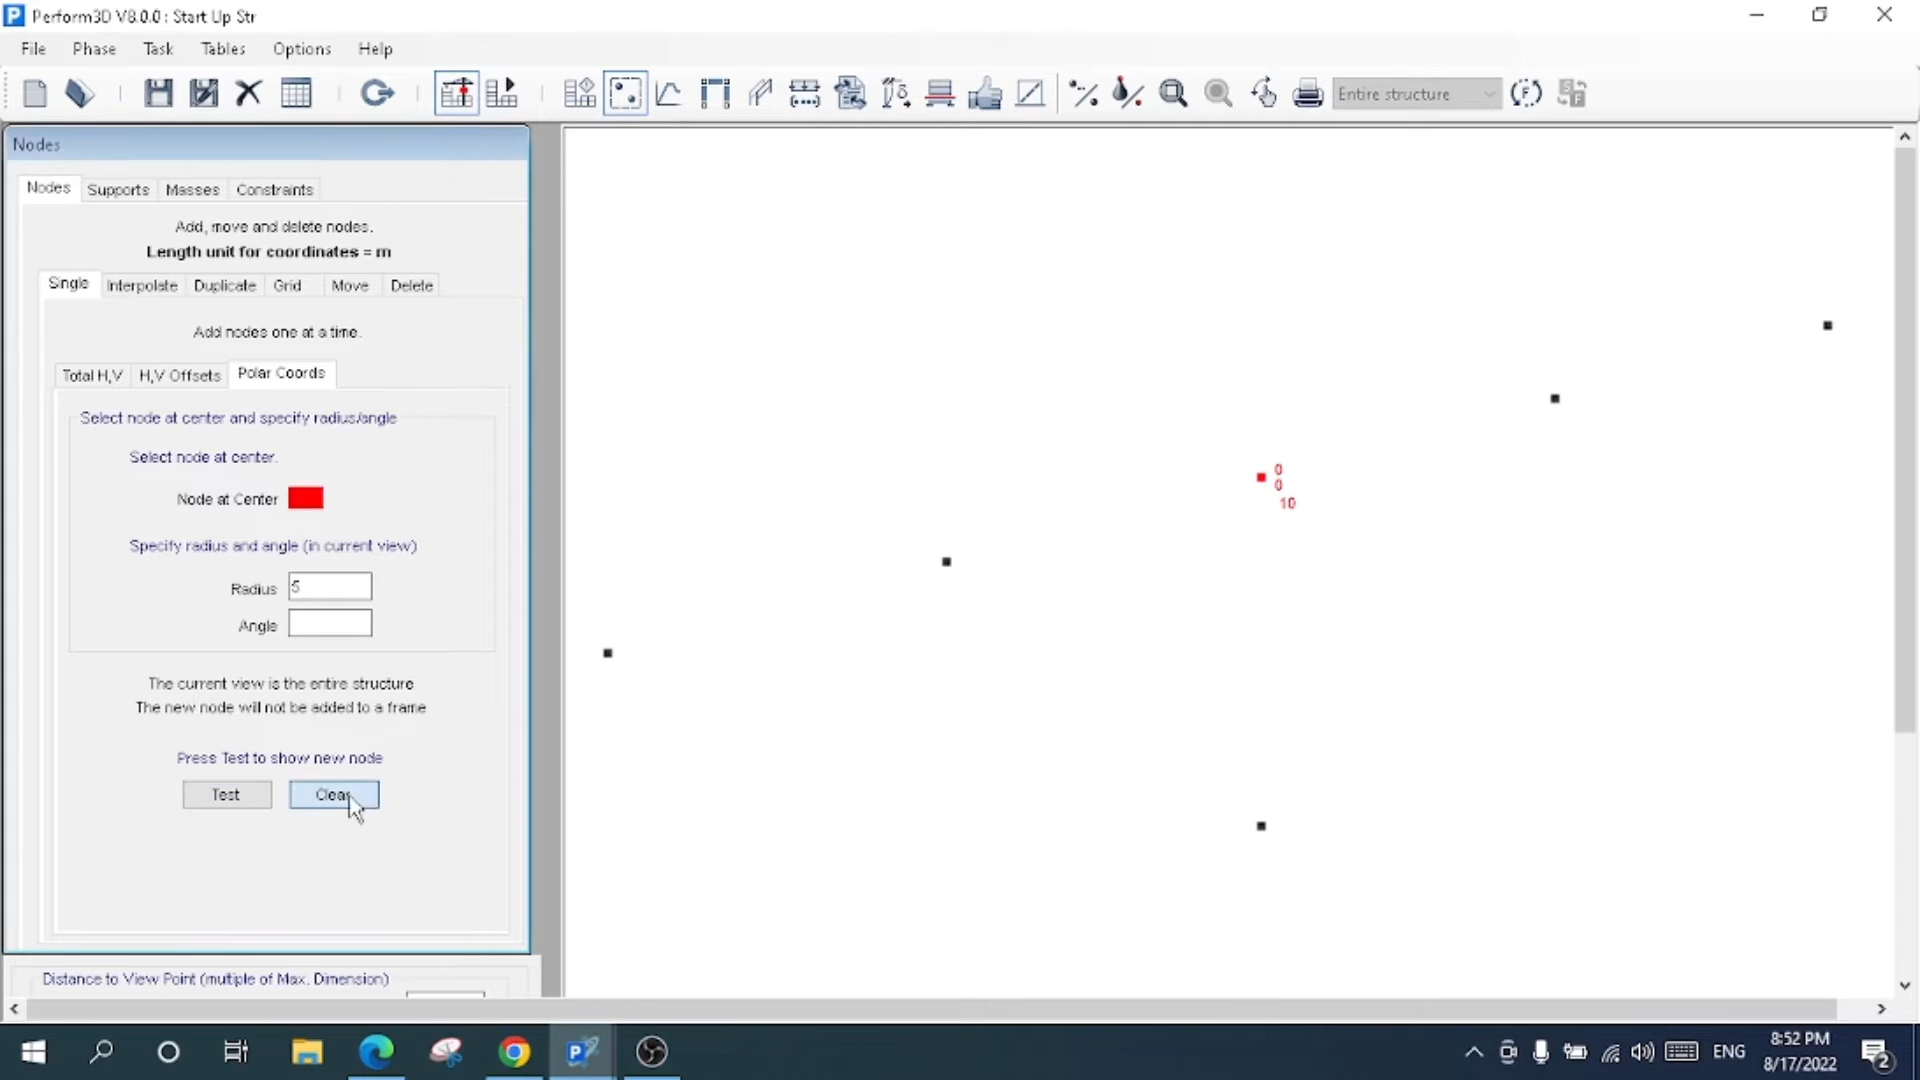 Perform3D V8.0.0 : Start Up Str
File Phase Task Tables Options Help
Entire structure
Nodes
Nodes Supports Masses Constraints
Add, move and delete nodes.
Length unit for coordinates = m
Single Interpolate Duplicate Grid Move Delete
Add nodes one at a time.
Total H,V H,V Offsets Polar Coords
Select node at center and specify radius/angle
Select node at center.
Node at Center
Specify radius and angle (in current view)
Radius 5
Angle
The current view is the entire structure
The new node will not be added to a frame
Press Test to show new node
Test Clear
Distance to View Point (multiple of Max. Dimension)
0
0
10
ENG
8:52 PM
8/17/2022
2